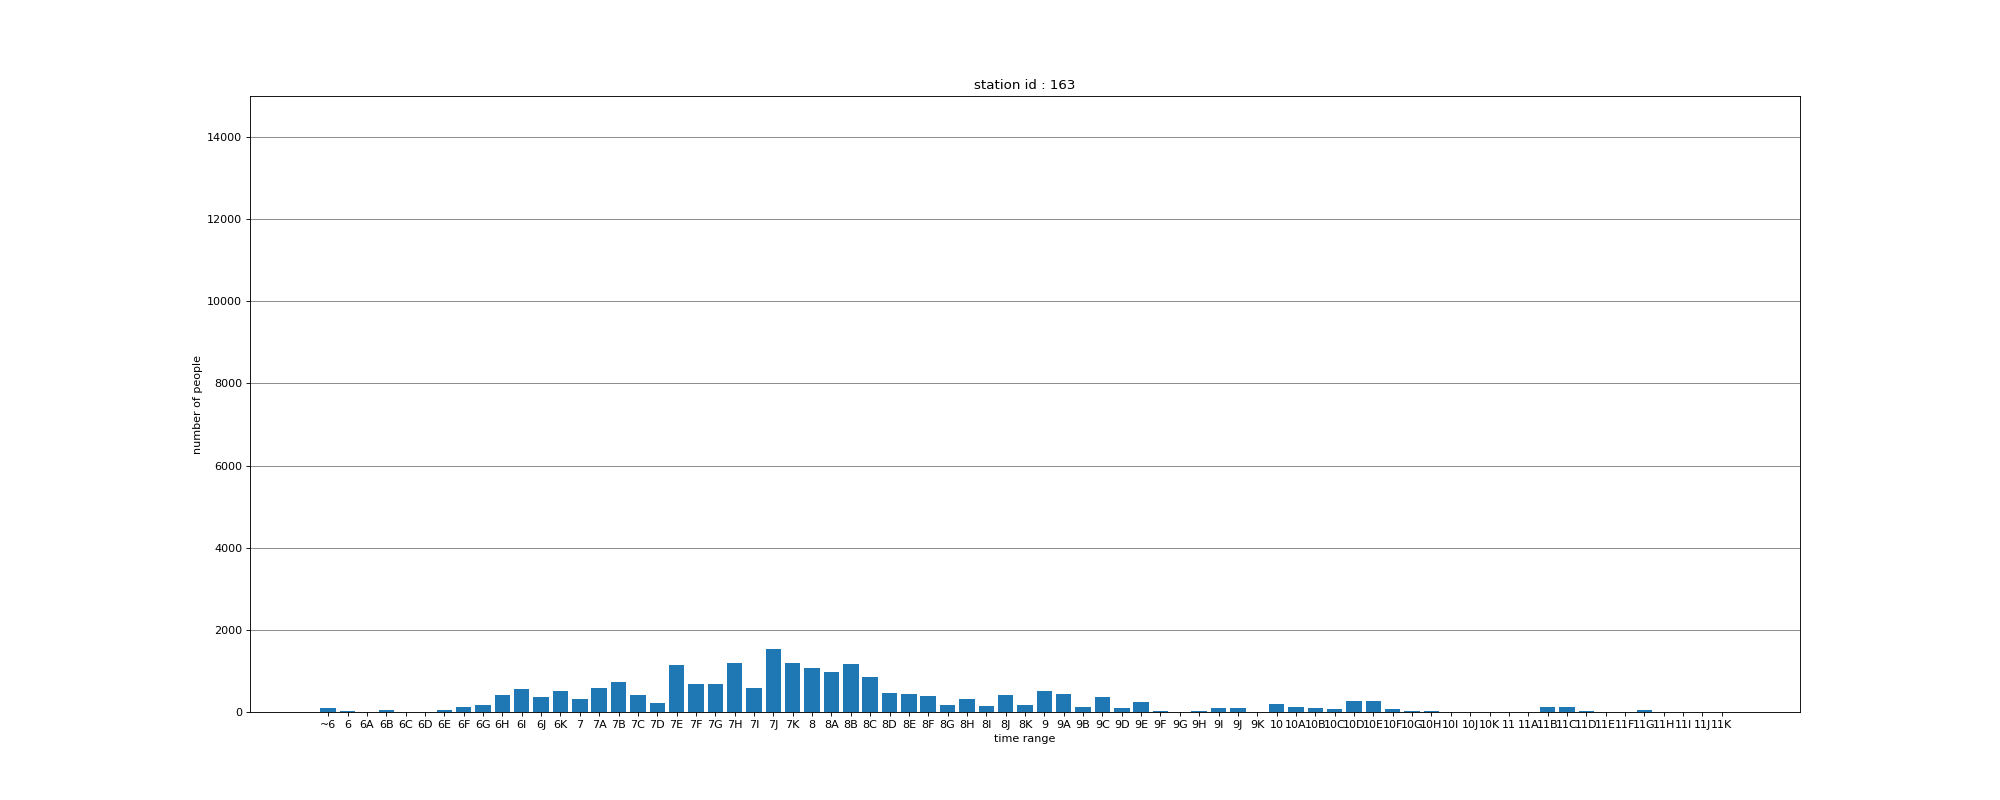 station id : 163
14000
12000
10000
8000
6000
4000
2000
0
number of people
~6 6 6A 6B 6C 6D 6E 6F 6G 6H 6I 6J 6K 7 7A 7B 7C 7D 7E 7F 7G 7H 7I 7J 7K 8 8A 8B 8C 8D 8E 8F 8G 8H 8I 8J 8K 9 9A 9B 9C 9D 9E 9F 9G 9H 9I 9J 9K 10 10A 10B 10C 10D 10E 10F 10G 10H 10I 10J 10K 11 11A 11B 11C 11D 11E 11F 11G 11H 11I 11J 11K
time range